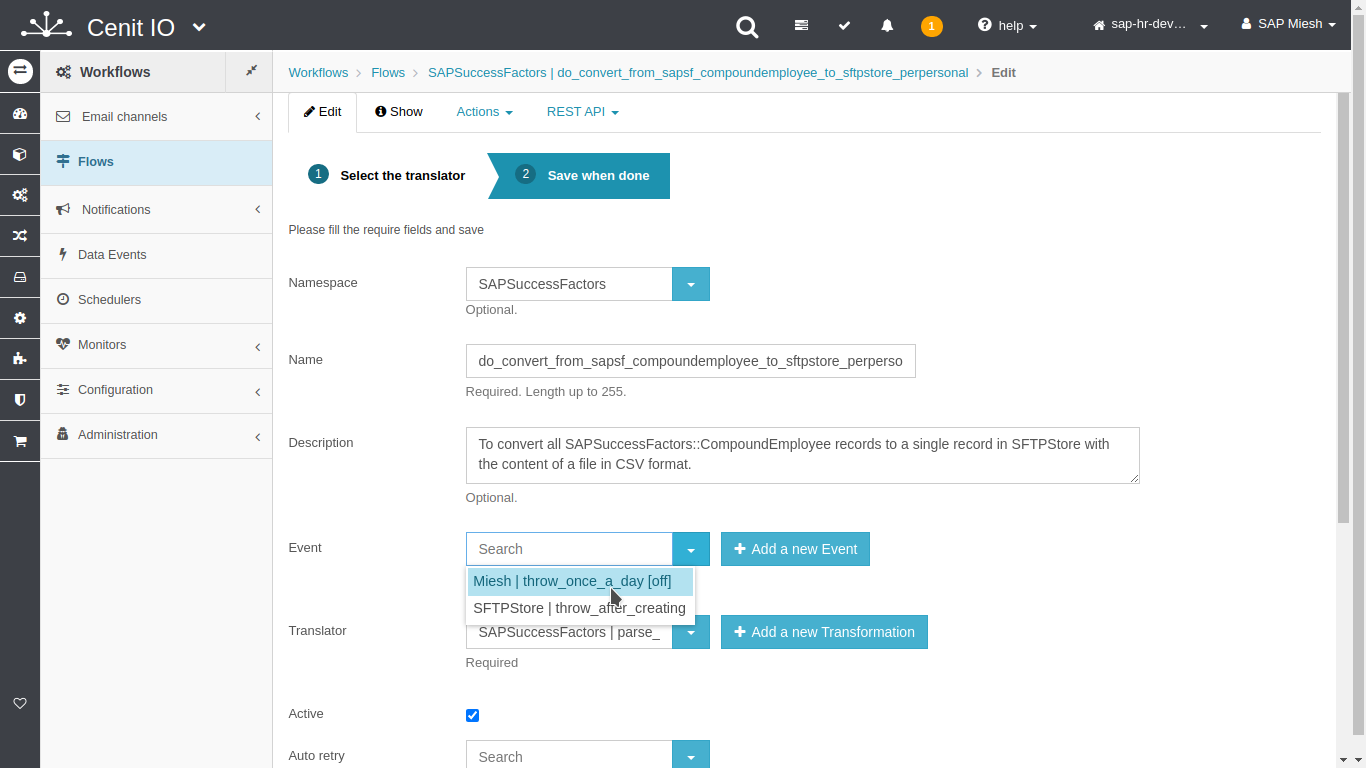 Cenit IO
1
help
sap-hr-dev…
SAP Miesh
Workflows
Workflows
Flows
SAPSuccessFactors | do_convert_from_sapsf_compoundemployee_to_sftpstore_perpersonal
Edit
Email channels
Flows
Notifications
Data Events
Schedulers
Monitors
Configuration
Administration
Edit
Show
Actions
REST API
1 Select the translator
2 Save when done
Please fill the require fields and save
Namespace
SAPSuccessFactors
Optional.
Name
do_convert_from_sapsf_compoundemployee_to_sftpstore_perperso
Required. Length up to 255.
Description
To convert all SAPSuccessFactors::CompoundEmployee records to a single record in SFTPStore with
the content of a file in CSV format.
Optional.
Event
Search
Add a new Event
Miesh | throw_once_a_day [off]
SFTPStore | throw_after_creating
Translator
SAPSuccessFactors | parse_
Add a new Transformation
Required
Active
Auto retry
Search